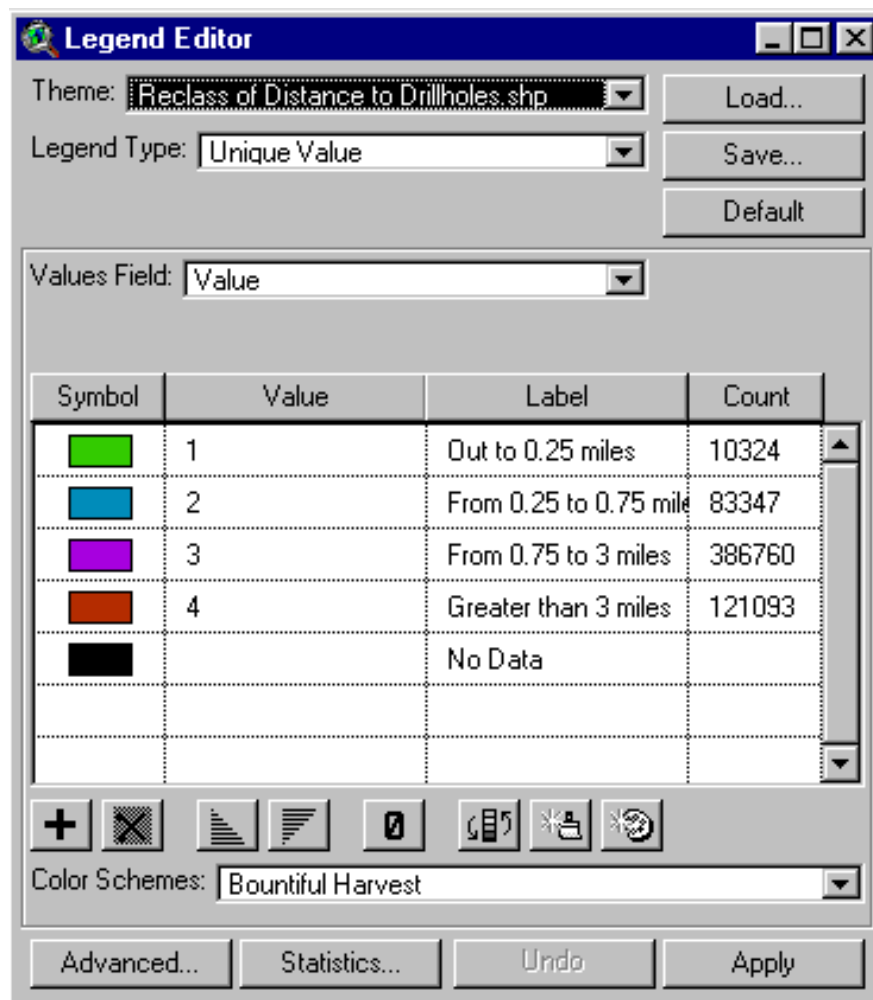 Legend Editor
Theme: Reclass of Distance to Drillholes.shp
Load...
Legend Type: Unique Value
Save...
Default
Values Field: Value
Symbol Value Label Count
1 Out to 0.25 miles 10324
2 From 0.25 to 0.75 mile 83347
3 From 0.75 to 3 miles 386760
4 Greater than 3 miles 121093
No Data
0
Color Schemes: Bountiful Harvest
Advanced... Statistics... Undo Apply